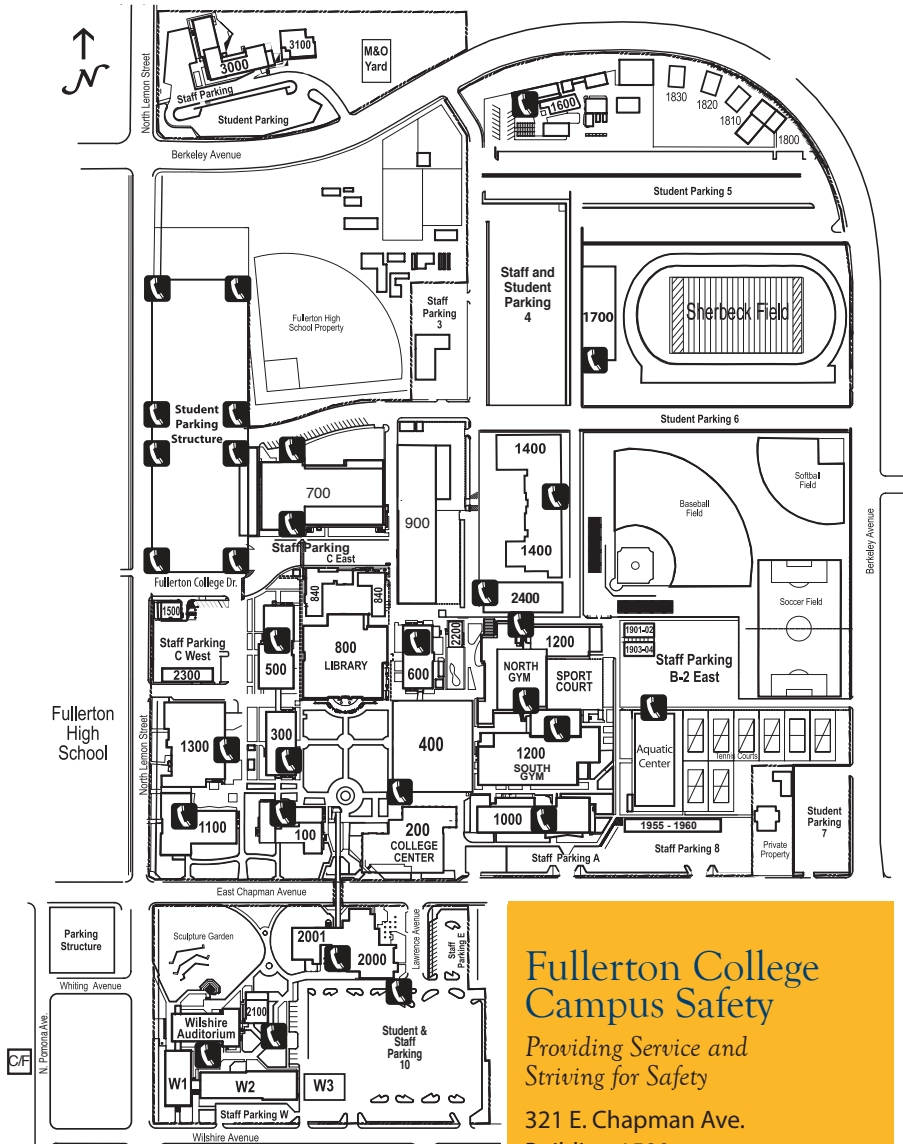 N
North Lemon Street
3000
3100
M&O
Yard
Staff Parking
Student Parking
Berkeley Avenue
1600
1830
1820
1810
1800
Student Parking 5
Staff and
Student
Parking
4
Staff
Parking
3
Fullerton High
School Property
1700
Sherbeck Field
Student Parking 6
Student
Parking
Structure
700
900
1400
1400
2400
Baseball
Field
Softball
Field
Berkeley Avenue
Soccer Field
Staff Parking
C East
Fullerton College Dr.
1500
Staff Parking
C West
2300
500
840
840
800
LIBRARY
600
2200
NORTH
GYM
1200
SPORT
COURT
1901-02
1903-04
Staff Parking
B-2 East
Fullerton
High
School
North Lemon Street
1300
300
400
1200
SOUTH
GYM
Aquatic
Center
Tennis Courts
1100
100
200
COLLEGE
CENTER
1000
1955 - 1960
Staff Parking A
Staff Parking 8
Private
Property
Student
Parking
7
East Chapman Avenue
Parking
Structure
Whiting Avenue
N. Pomona Ave.
C/F
Sculpture Garden
2001
2000
Lawrence Avenue
Staff
Parking E
2100
Wilshire
Auditorium
Student &
Staff
Parking
10
W1
W2
W3
Staff Parking W
Wilshire Avenue
Fullerton College
Campus Safety
Providing Service and
Striving for Safety
321 E. Chapman Ave.
Building 1500